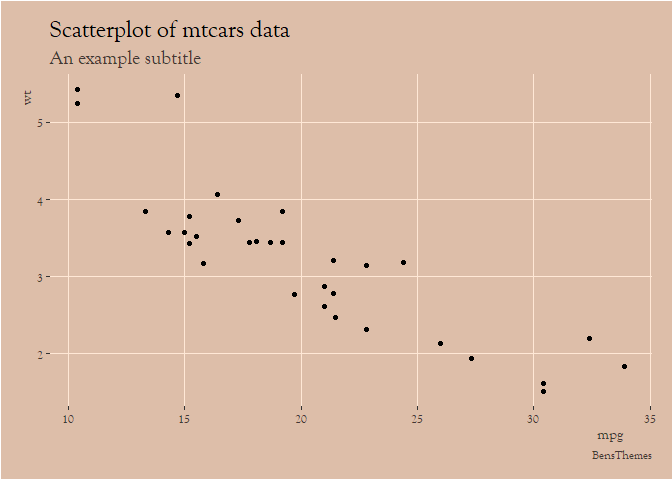 Scatterplot of mtcars data
An example subtitle
wt
5
4
3
2
10 15 20 25 30 35
mpg
BensThemes